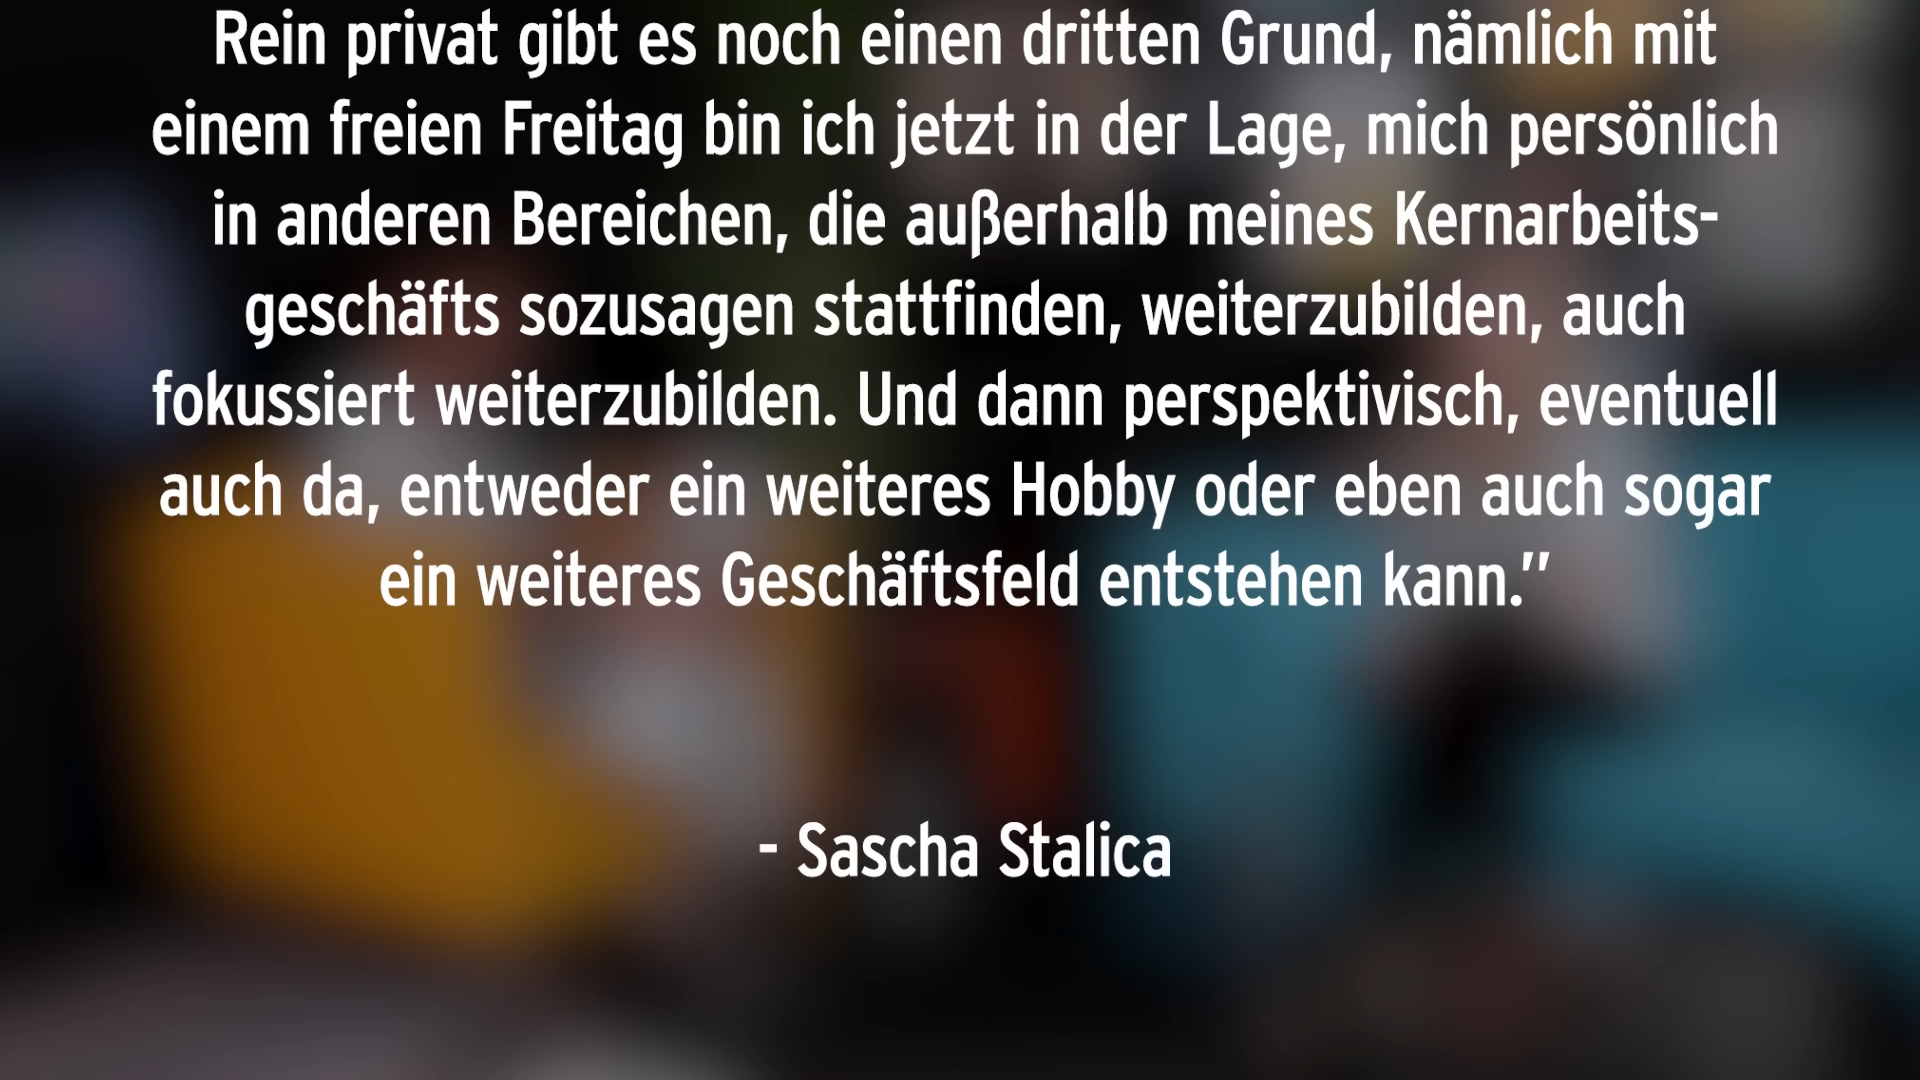 Rein privat gibt es noch einen dritten Grund, nämlich mit
einem freien Freitag bin ich jetzt in der Lage, mich persönlich
in anderen Bereichen, die außerhalb meines Kernarbeits-
geschäfts sozusagen stattfinden, weiterzubilden, auch
fokussiert weiterzubilden. Und dann perspektivisch, eventuell
auch da, entweder ein weiteres Hobby oder eben auch sogar
ein weiteres Geschäftsfeld entstehen kann.”
- Sascha Stalica